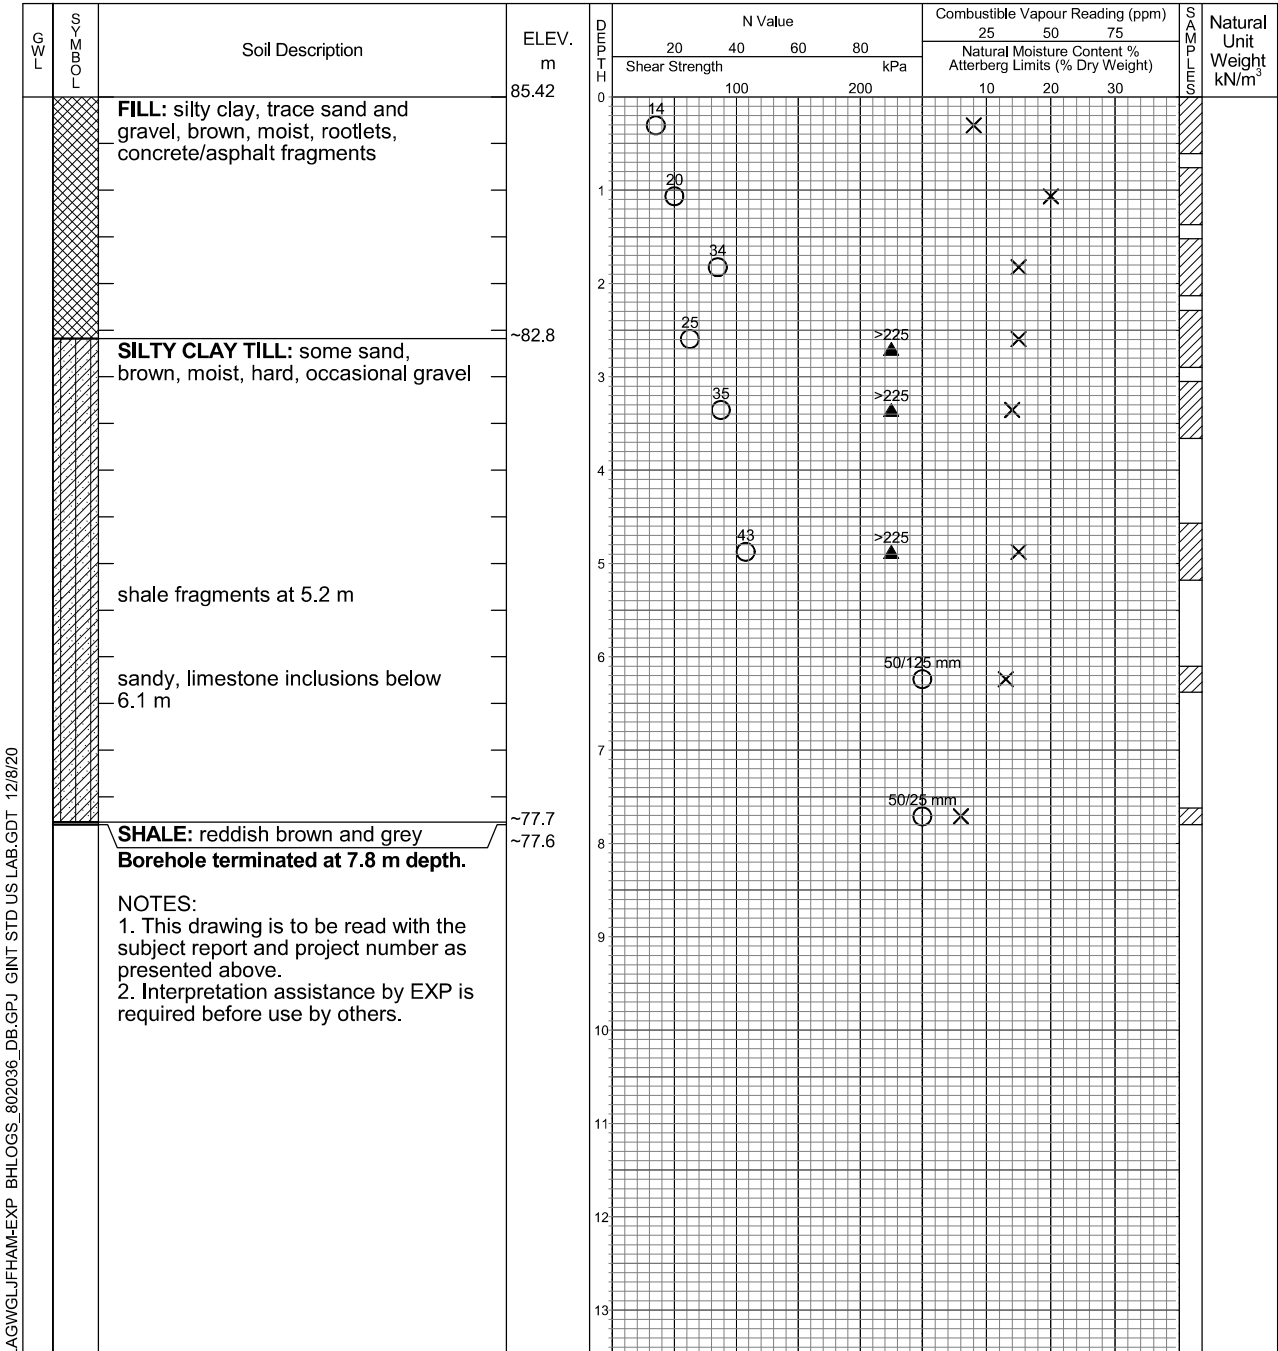 GWL
SYMBOL
Soil Description
ELEV.
m
DEPTH
N Value
20 40 60 80
Shear Strength kPa
100 200
Combustible Vapour Reading (ppm)
25 50 75
Natural Moisture Content %
Atterberg Limits (% Dry Weight)
10 20 30
SAMPLES
Natural
Unit
Weight
kN/m³
85.42
0
FILL: silty clay, trace sand and
gravel, brown, moist, rootlets,
concrete/asphalt fragments
14
1
20
34
2
~82.8
25
>225
SILTY CLAY TILL: some sand,
brown, moist, hard, occasional gravel
3
35
>225
4
43
>225
5
shale fragments at 5.2 m
6
50/125 mm
sandy, limestone inclusions below
6.1 m
7
50/25 mm
~77.7
SHALE: reddish brown and grey
~77.6
8
Borehole terminated at 7.8 m depth.
NOTES:
1. This drawing is to be read with the
subject report and project number as
presented above.
2. Interpretation assistance by EXP is
required before use by others.
9
10
11
12
13
AGWGLJFHAM-EXP BHLOGS_802036_DB.GPJ GINT STD US LAB.GDT 12/8/20